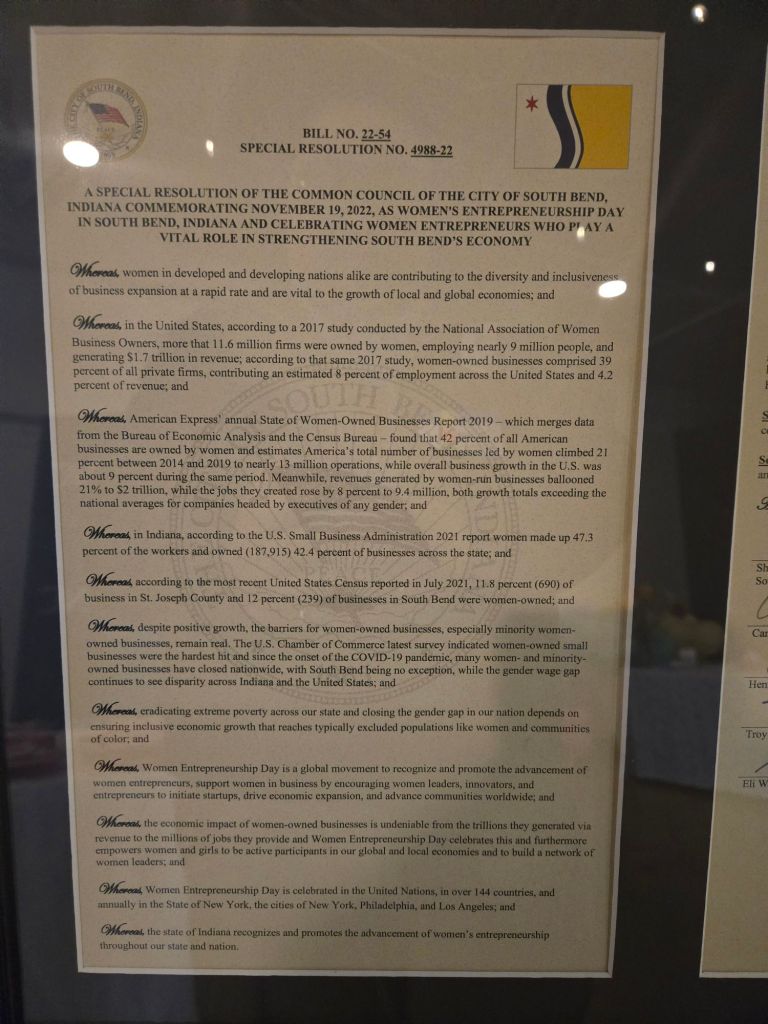 CITY OF SOUTH BEND, INDIANA
PEACE
BILL NO. 22-54
SPECIAL RESOLUTION NO. 4988-22
A SPECIAL RESOLUTION OF THE COMMON COUNCIL OF THE CITY OF SOUTH BEND,
INDIANA COMMEMORATING NOVEMBER 19, 2022, AS WOMEN'S ENTREPRENEURSHIP DAY
IN SOUTH BEND, INDIANA AND CELEBRATING WOMEN ENTREPRENEURS WHO PLAY A
VITAL ROLE IN STRENGTHENING SOUTH BEND'S ECONOMY
Whereas, women in developed and developing nations alike are contributing to the diversity and inclusiveness
of business expansion at a rapid rate and are vital to the growth of local and global economies; and
Whereas, in the United States, according to a 2017 study conducted by the National Association of Women
Business Owners, more that 11.6 million firms were owned by women, employing nearly 9 million people, and
generating $1.7 trillion in revenue; according to that same 2017 study, women-owned businesses comprised 39
percent of all private firms, contributing an estimated 8 percent of employment across the United States and 4.2
percent of revenue; and
Whereas, American Express' annual State of Women-Owned Businesses Report 2019 – which merges data
from the Bureau of Economic Analysis and the Census Bureau – found that 42 percent of all American
businesses are owned by women and estimates America's total number of businesses led by women climbed 21
percent between 2014 and 2019 to nearly 13 million operations, while overall business growth in the U.S. was
about 9 percent during the same period. Meanwhile, revenues generated by women-run businesses ballooned
21% to $2 trillion, while the jobs they created rose by 8 percent to 9.4 million, both growth totals exceeding the
national averages for companies headed by executives of any gender; and
Whereas, in Indiana, according to the U.S. Small Business Administration 2021 report women made up 47.3
percent of the workers and owned (187,915) 42.4 percent of businesses across the state; and
Whereas, according to the most recent United States Census reported in July 2021, 11.8 percent (690) of
business in St. Joseph County and 12 percent (239) of businesses in South Bend were women-owned; and
Whereas, despite positive growth, the barriers for women-owned businesses, especially minority women-
owned businesses, remain real. The U.S. Chamber of Commerce latest survey indicated women-owned small
businesses were the hardest hit and since the onset of the COVID-19 pandemic, many women- and minority-
owned businesses have closed nationwide, with South Bend being no exception, while the gender wage gap
continues to see disparity across Indiana and the United States; and
Whereas, eradicating extreme poverty across our state and closing the gender gap in our nation depends on
ensuring inclusive economic growth that reaches typically excluded populations like women and communities
of color; and
Whereas, Women Entrepreneurship Day is a global movement to recognize and promote the advancement of
women entrepreneurs, support women in business by encouraging women leaders, innovators, and
entrepreneurs to initiate startups, drive economic expansion, and advance communities worldwide; and
Whereas, the economic impact of women-owned businesses is undeniable from the trillions they generated via
revenue to the millions of jobs they provide and Women Entrepreneurship Day celebrates this and furthermore
empowers women and girls to be active participants in our global and local economies and to build a network of
women leaders; and
Whereas, Women Entrepreneurship Day is celebrated in the United Nations, in over 144 countries, and
annually in the State of New York, the cities of New York, Philadelphia, and Los Angeles; and
Whereas, the state of Indiana recognizes and promotes the advancement of women's entrepreneurship
throughout our state and nation.
Troy
Eli W